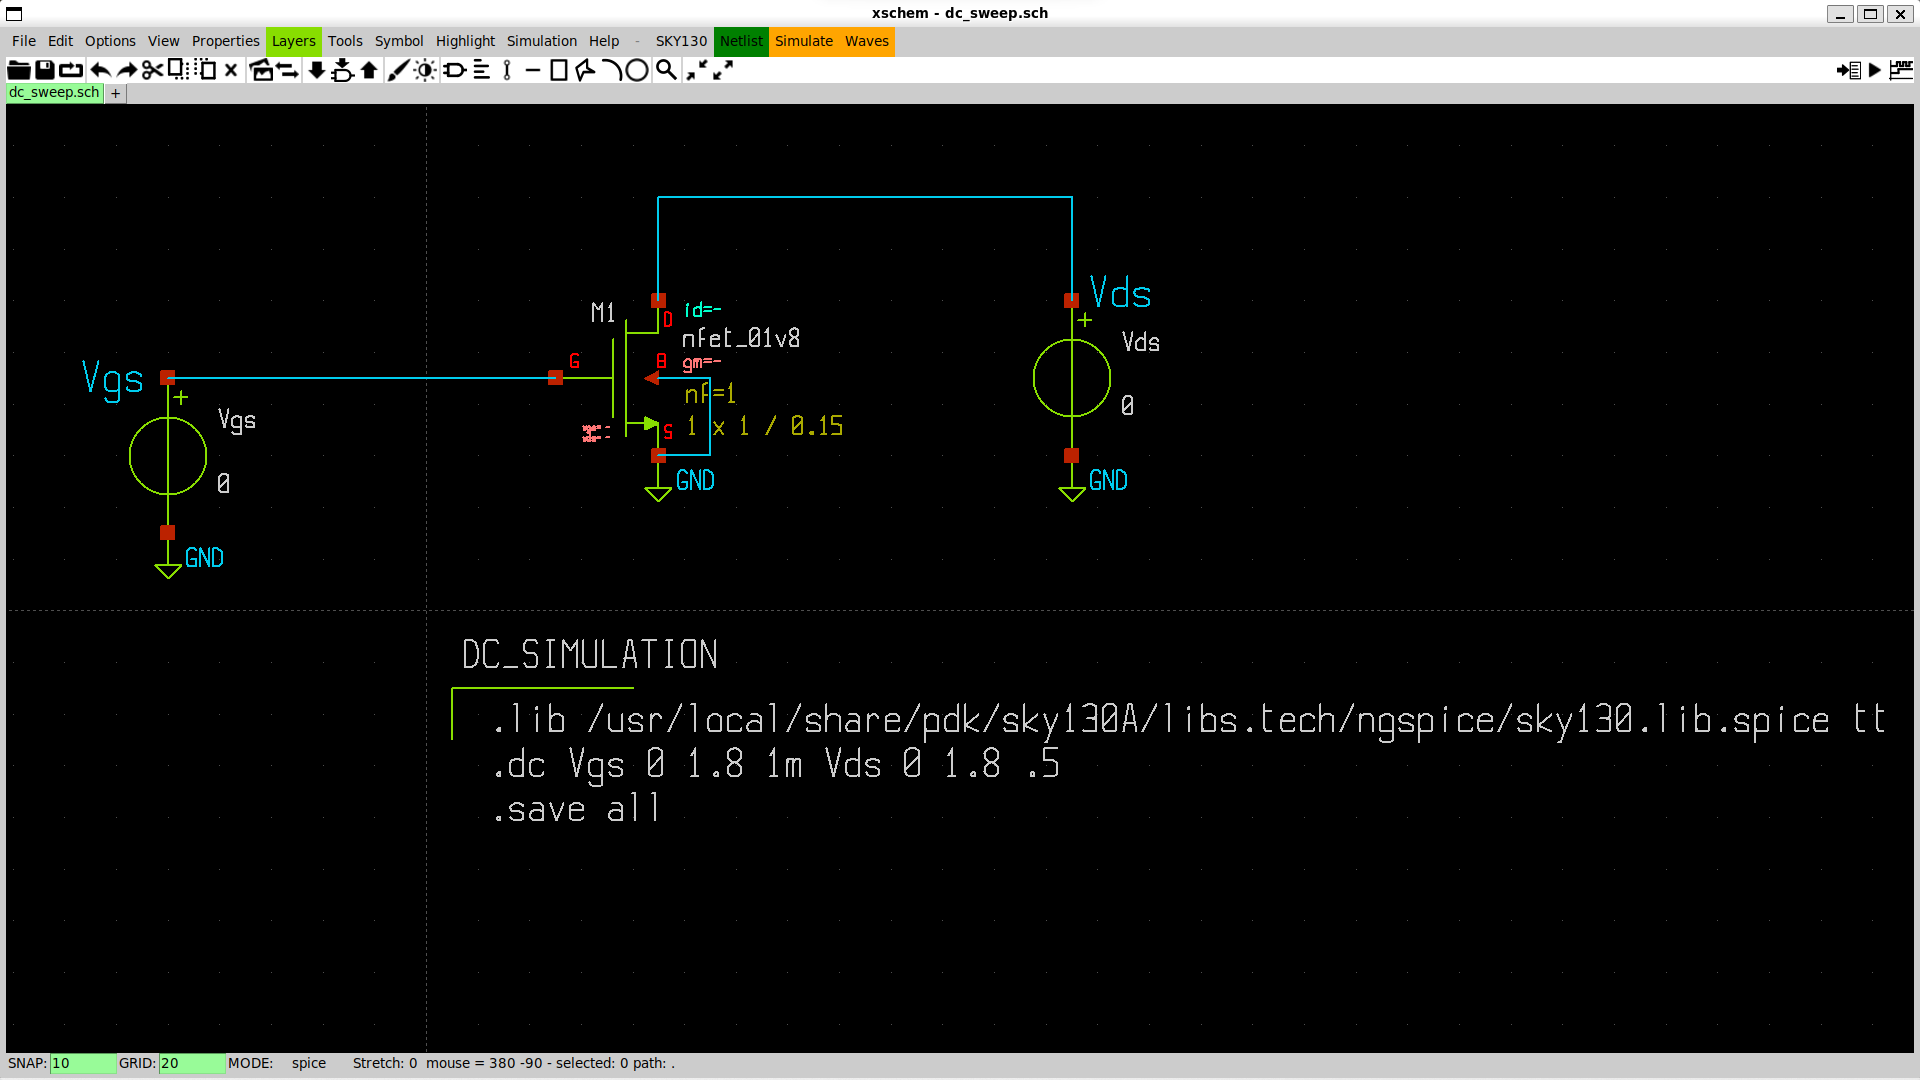 xschem - dc_sweep.sch
File Edit Options View Properties Layers Tools Symbol Highlight Simulation Help - SKY130 Netlist Simulate Waves
dc_sweep.sch +
Vds
M1
D
id=-
nfet_01v8
Vds
Vgs
G
B
gm=-
nf=1
0
Vgs
S
1 x 1 / 0.15
0
GND
GND
GND
DC_SIMULATION
.lib /usr/local/share/pdk/sky130A/libs.tech/ngspice/sky130.lib.spice tt
.dc Vgs 0 1.8 1m Vds 0 1.8 .5
.save all
SNAP: 10 GRID: 20 MODE: spice Stretch: 0 mouse = 380 -90 - selected: 0 path: .